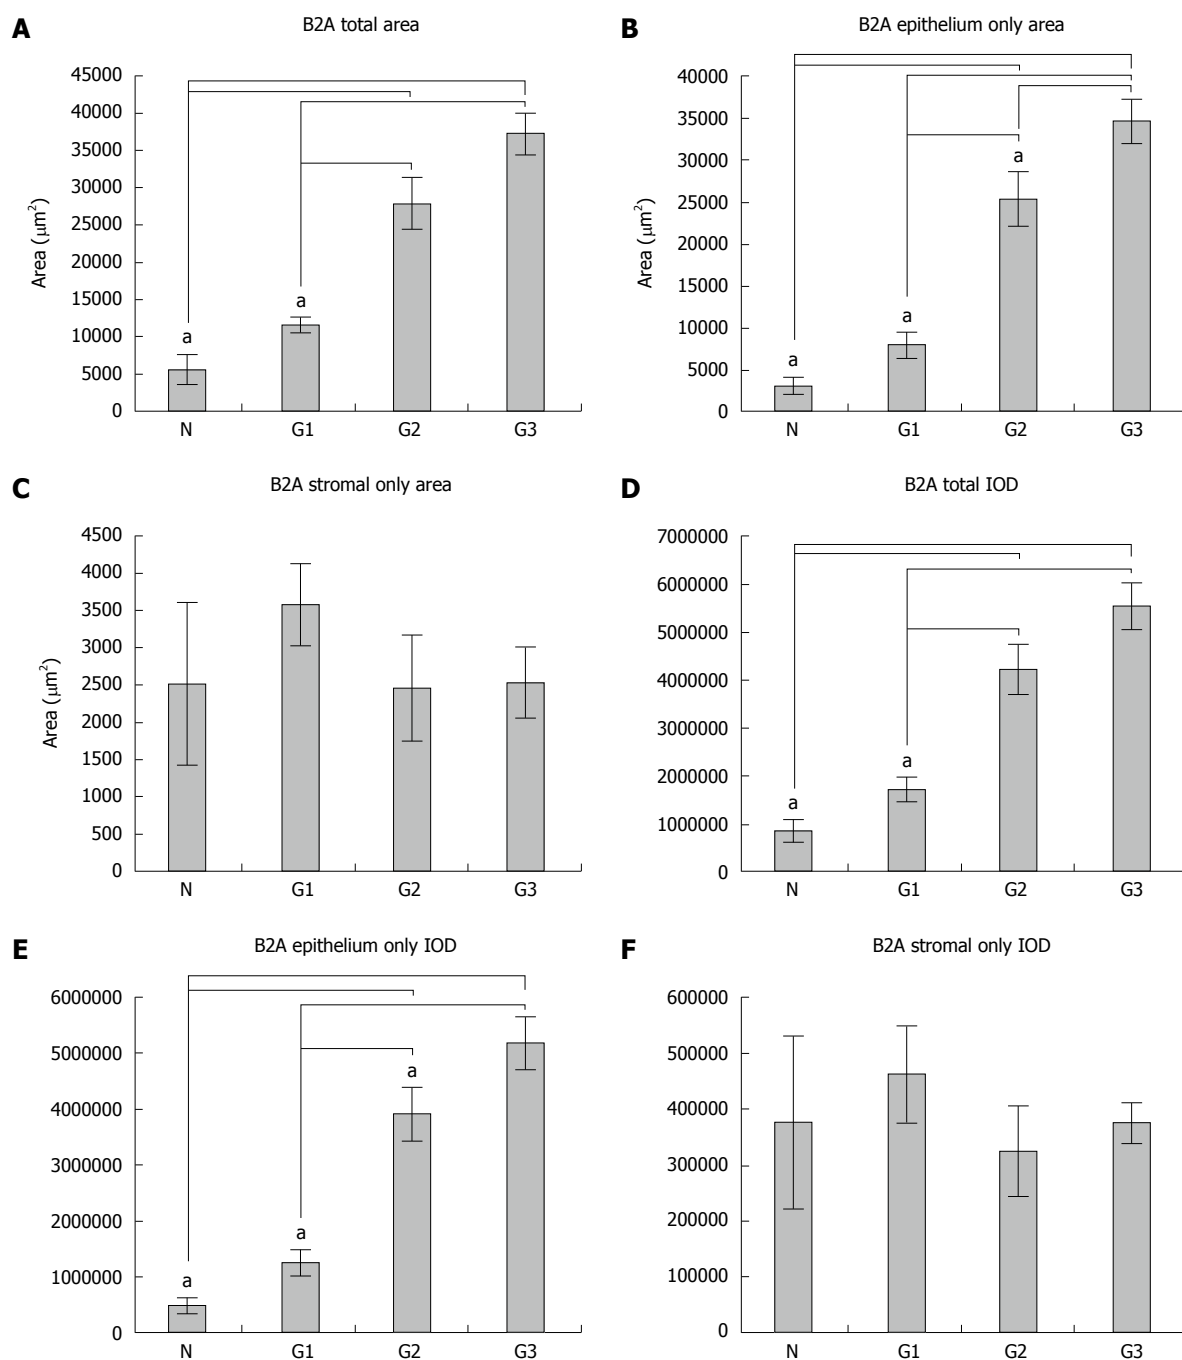 A
B2A total area
45000
40000
35000
30000
25000
20000
15000
10000
5000
0
Area (μm²)
a
a
N G1 G2 G3
B
B2A epithelium only area
40000
35000
30000
25000
20000
15000
10000
5000
0
Area (μm²)
a
a
a
N G1 G2 G3
C
B2A stromal only area
4500
4000
3500
3000
2500
2000
1500
1000
500
0
Area (μm²)
N G1 G2 G3
D
B2A total IOD
7000000
6000000
5000000
4000000
3000000
2000000
1000000
0
a
a
N G1 G2 G3
E
B2A epithelium only IOD
6000000
5000000
4000000
3000000
2000000
1000000
0
a
a
a
N G1 G2 G3
F
B2A stromal only IOD
600000
500000
400000
300000
200000
100000
0
N G1 G2 G3